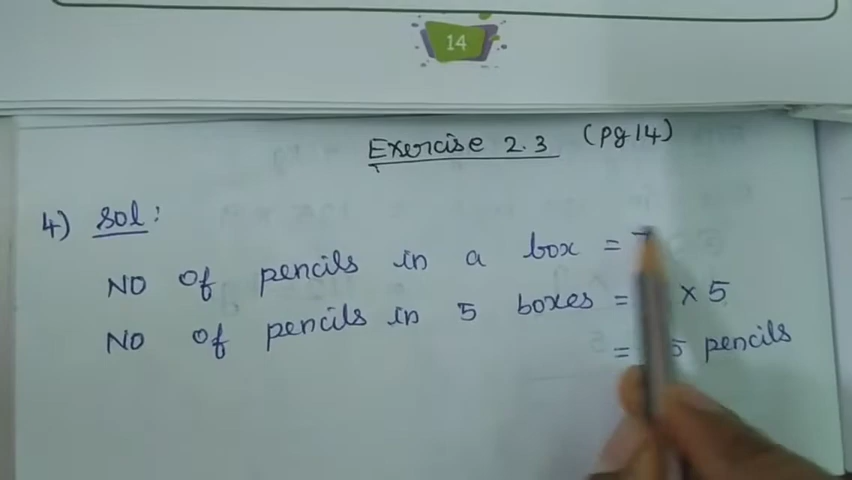 14
Exercise 2.3 (pg 14)
4) Sol:
NO of pencils in a box =
NO of pencils in 5 boxes = × 5
= 5 pencils